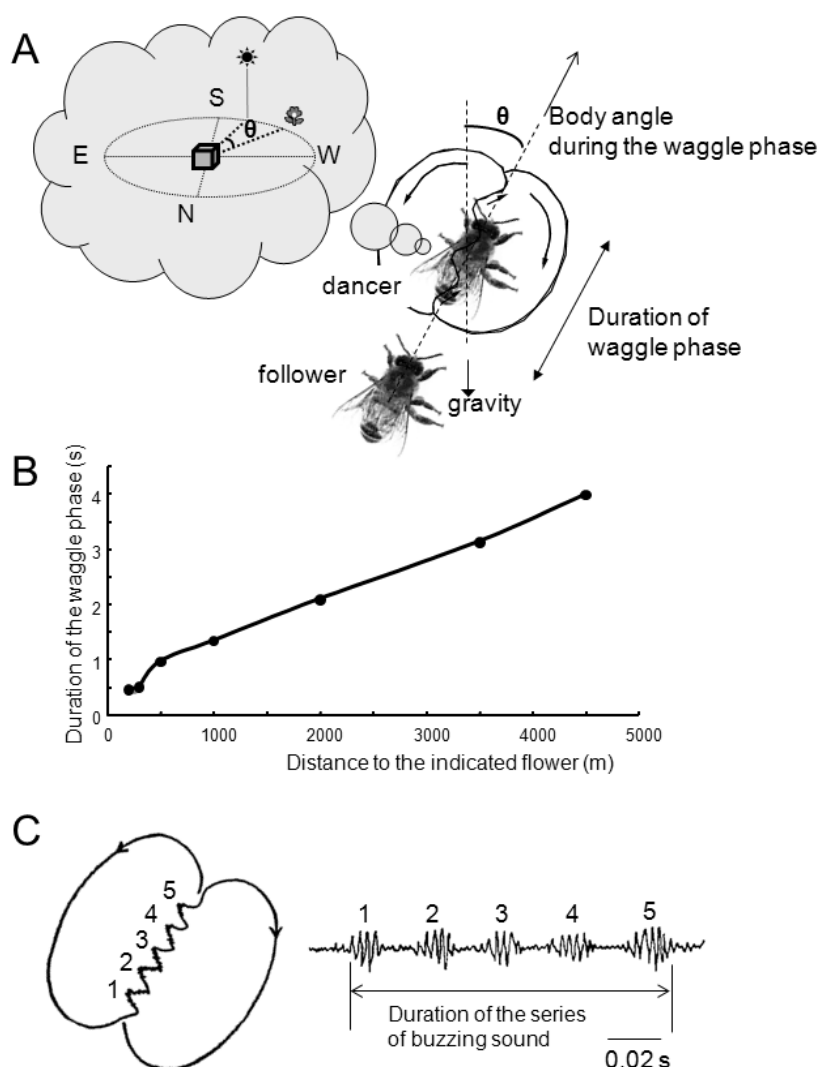 A
S
θ
E
W
N
θ
Body angle
during the waggle phase
dancer
Duration of
waggle phase
follower
gravity
B
Duration of the waggle phase (s)
4
3
2
1
0
0 1000 2000 3000 4000 5000
Distance to the indicated flower (m)
C
5
4
3
2
1
1 2 3 4 5
Duration of the series
of buzzing sound
0.02 s